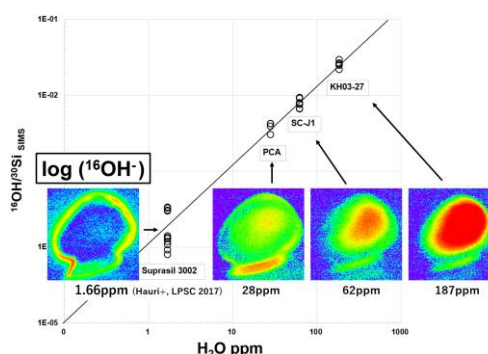 1E-01
1E-02
1E
1E-05
¹⁶OH/³⁰Si SIMS
KH03-27
SC-J1
PCA
log (¹⁶OH⁻)
Suprasil 3002
1.66ppm (Hauri+, LPSC 2017)
28ppm
62ppm
187ppm
0
1
10
100
1000
H₂O ppm